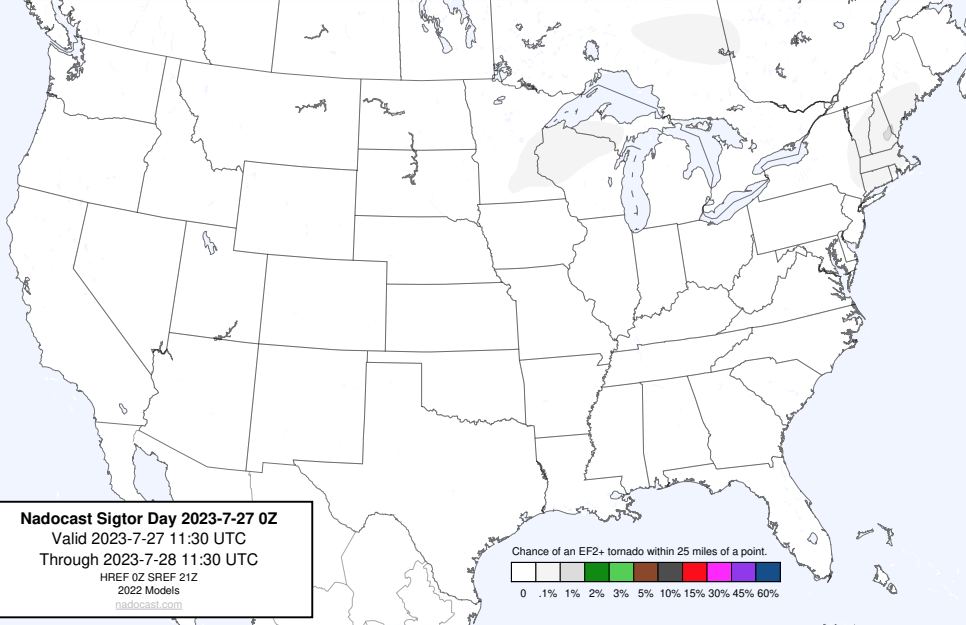 Nadocast Sigtor Day 2023-7-27 0Z
Valid 2023-7-27 11:30 UTC
Through 2023-7-28 11:30 UTC
HREF 0Z SREF 21Z
2022 Models
nadocast.com
Chance of an EF2+ tornado within 25 miles of a point.
0 .1% 1% 2% 3% 5% 10% 15% 30% 45% 60%